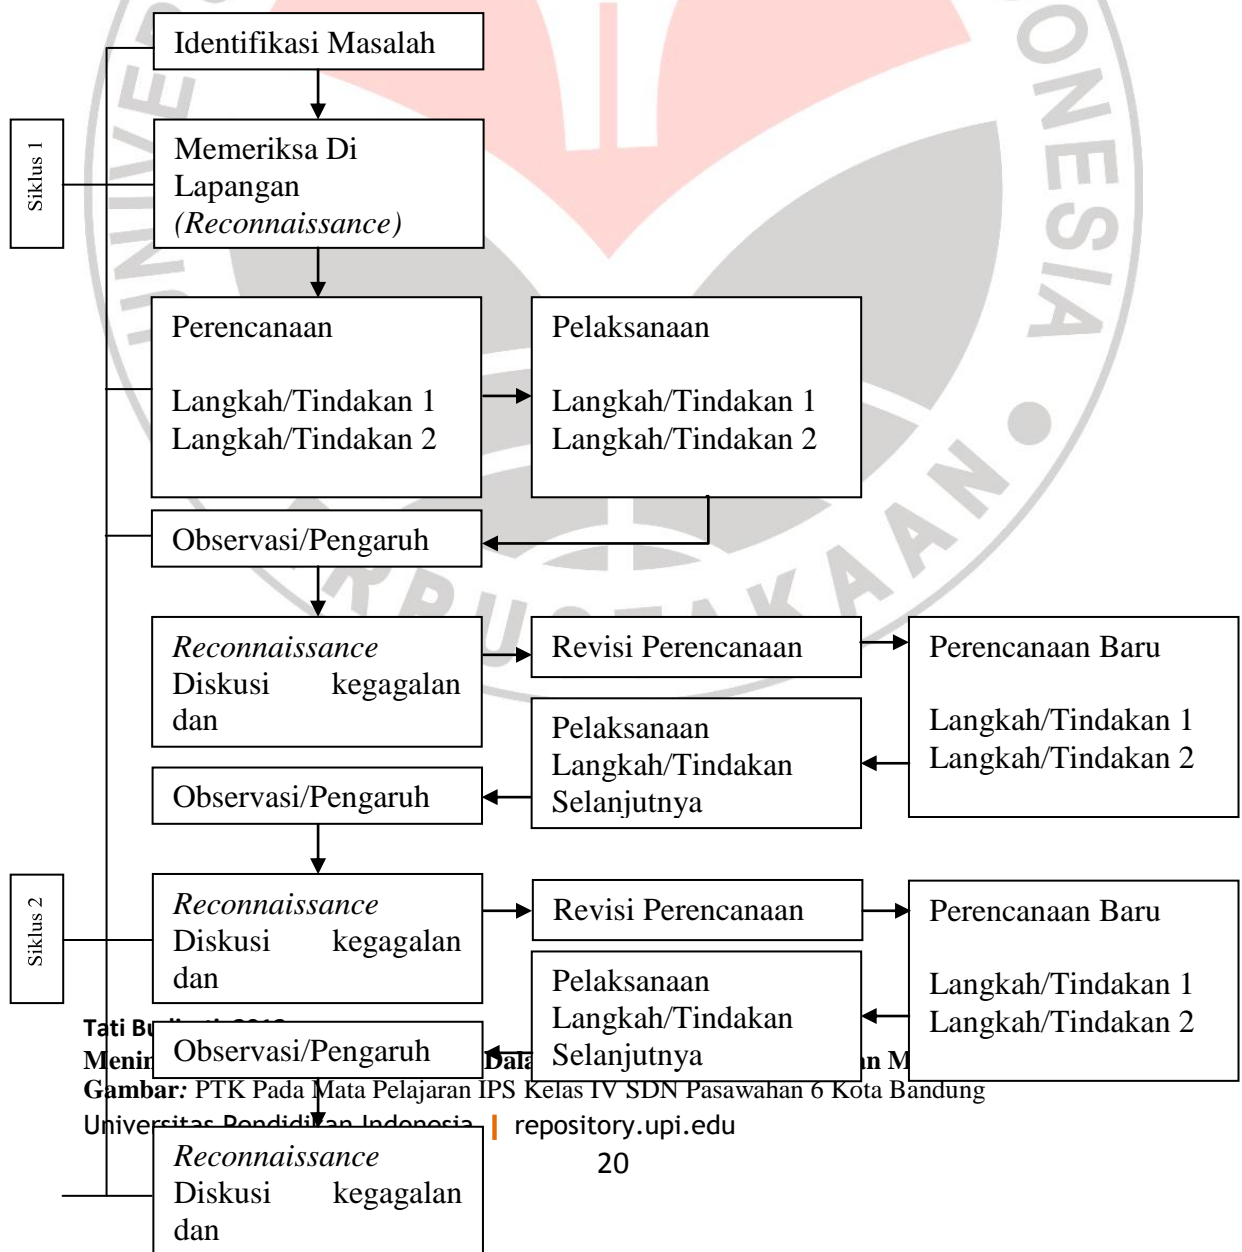 Identifikasi Masalah
Siklus 1
Memeriksa Di
Lapangan
(Reconnaissance)
Perencanaan
Langkah/Tindakan 1
Langkah/Tindakan 2
Pelaksanaan
Langkah/Tindakan 1
Langkah/Tindakan 2
Observasi/Pengaruh
Reconnaissance
Diskusi kegagalan
dan
Revisi Perencanaan
Perencanaan Baru
Langkah/Tindakan 1
Langkah/Tindakan 2
Pelaksanaan
Langkah/Tindakan
Selanjutnya
Observasi/Pengaruh
Siklus 2
Reconnaissance
Diskusi kegagalan
dan
Revisi Perencanaan
Perencanaan Baru
Langkah/Tindakan 1
Langkah/Tindakan 2
Pelaksanaan
Langkah/Tindakan
Selanjutnya
Observasi/Pengaruh
Tati
Gambar: PTK Pada Mata Pelajaran IPS Kelas IV SDN Pasawahan 6 Kota Bandung
Universitas Pendidikan Indonesia | repository.upi.edu
20
Reconnaissance
Diskusi kegagalan
dan